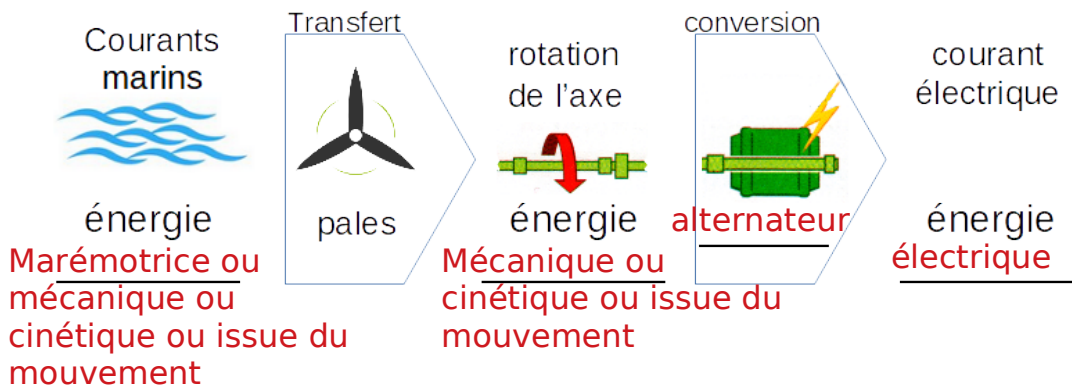 Courants
marins
énergie
Marémotrice ou
mécanique ou
cinétique ou issue du
mouvement
Transfert
pales
rotation
de l'axe
énergie
Mécanique ou
cinétique ou issue du
mouvement
conversion
alternateur
courant
électrique
énergie
électrique